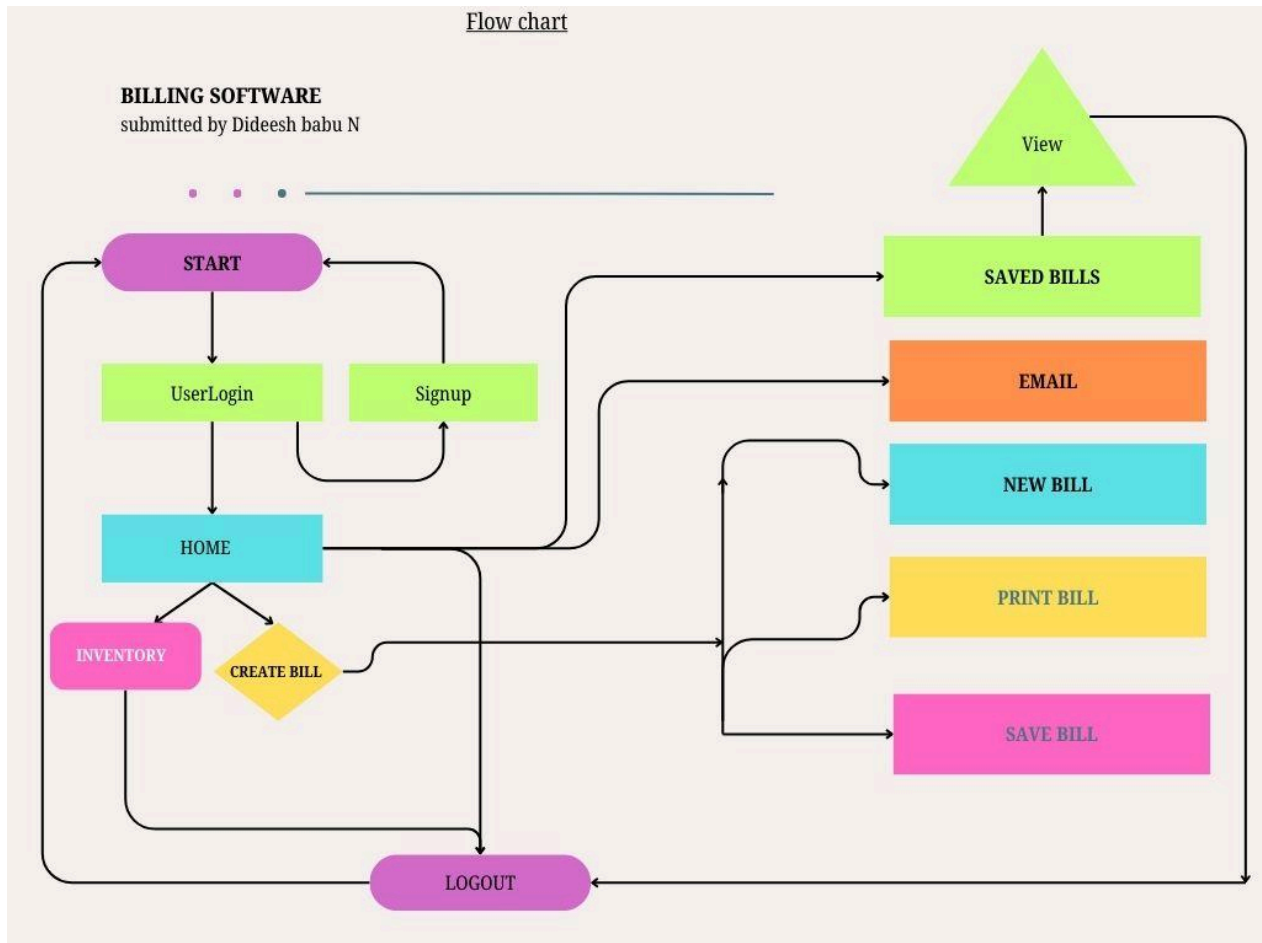 Flow chart
BILLING SOFTWARE
submitted by Dideesh babu N
View
START
SAVED BILLS
UserLogin
Signup
EMAIL
NEW BILL
HOME
PRINT BILL
INVENTORY
CREATE BILL
SAVE BILL
LOGOUT